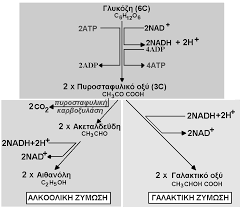 Γλυκόζη (6C)
C₆H₁₂O₆
2ATP
2NAD⁺
2NADH + 2H⁺
4ADP
2ADP
4ATP
2 x Πυροσταφυλικό οξύ (3C)
CH₃CO COOH
2CO₂
πυροσταφυλική
καρβοξυλάση
2 x Ακεταλδεΰδη
CH₃CHO
2NADH+2H⁺
2NAD⁺
2NADH+2H⁺
2NAD⁺
2 x Αιθανόλη
C₂H₅OH
2 x Γαλακτικό οξύ
CH₃CHOH COOH
ΑΛΚΟΟΛΙΚΗ ΖΥΜΩΣΗ
ΓΑΛΑΚΤΙΚΗ ΖΥΜΩΣΗ